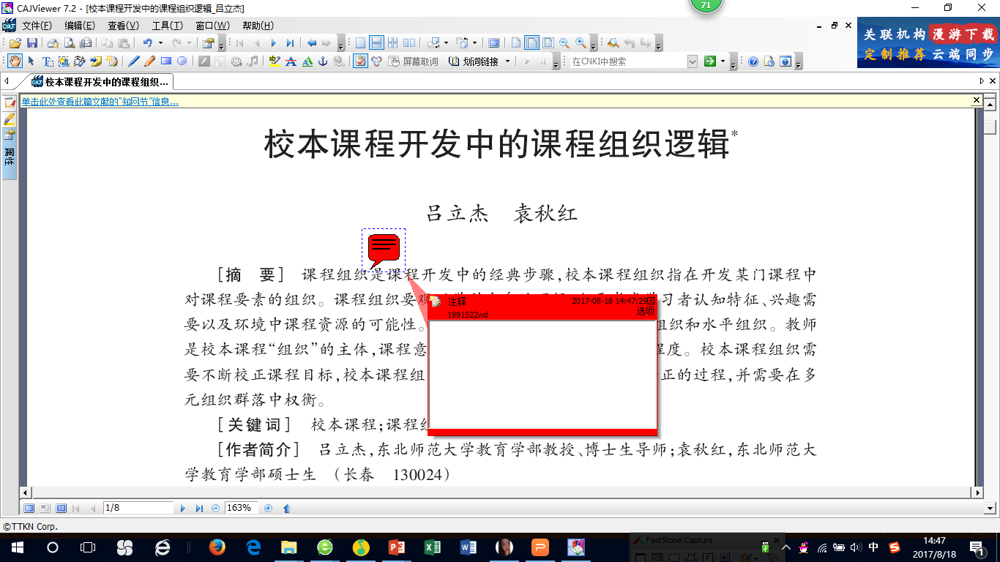 CAJViewer 7.2 - [校本课程开发中的课程组织逻辑_吕立杰]
71
文件(F) 编辑(E) 查看(V) 工具(T) 窗口(W) 帮助(H)
关联机构 漫游下载
定制推荐 云端同步
屏幕取词 划词链接 在CNKI中搜索
校本课程开发中的课程组织...
单击此处查看此篇文献的"知网节"信息...
属性
校本课程开发中的课程组织逻辑*
吕立杰 袁秋红
［摘 要］ 课程组织是课程开发中的经典步骤,校本课程组织指在开发某门课程中
对课程要素的组织。课程组织要观 学习者认知特征、兴趣需
要以及环境中课程资源的可能性。 组织和水平组织。教师
是校本课程“组织”的主体,课程意 程度。校本课程组织需
要不断校正课程目标,校本课程组 正的过程,并需要在多
元组织群落中权衡。
注释 2017-08-18 14:47:29
1991522wd 选项
［关键词］ 校本课程;课程组
［作者简介］ 吕立杰,东北师范大学教育学部教授、博士生导师;袁秋红,东北师范大
学教育学部硕士生 （长春 130024）
1/8 163%
©TTKN Corp.
FastStone Capture
中
14:47
2017/8/18
1